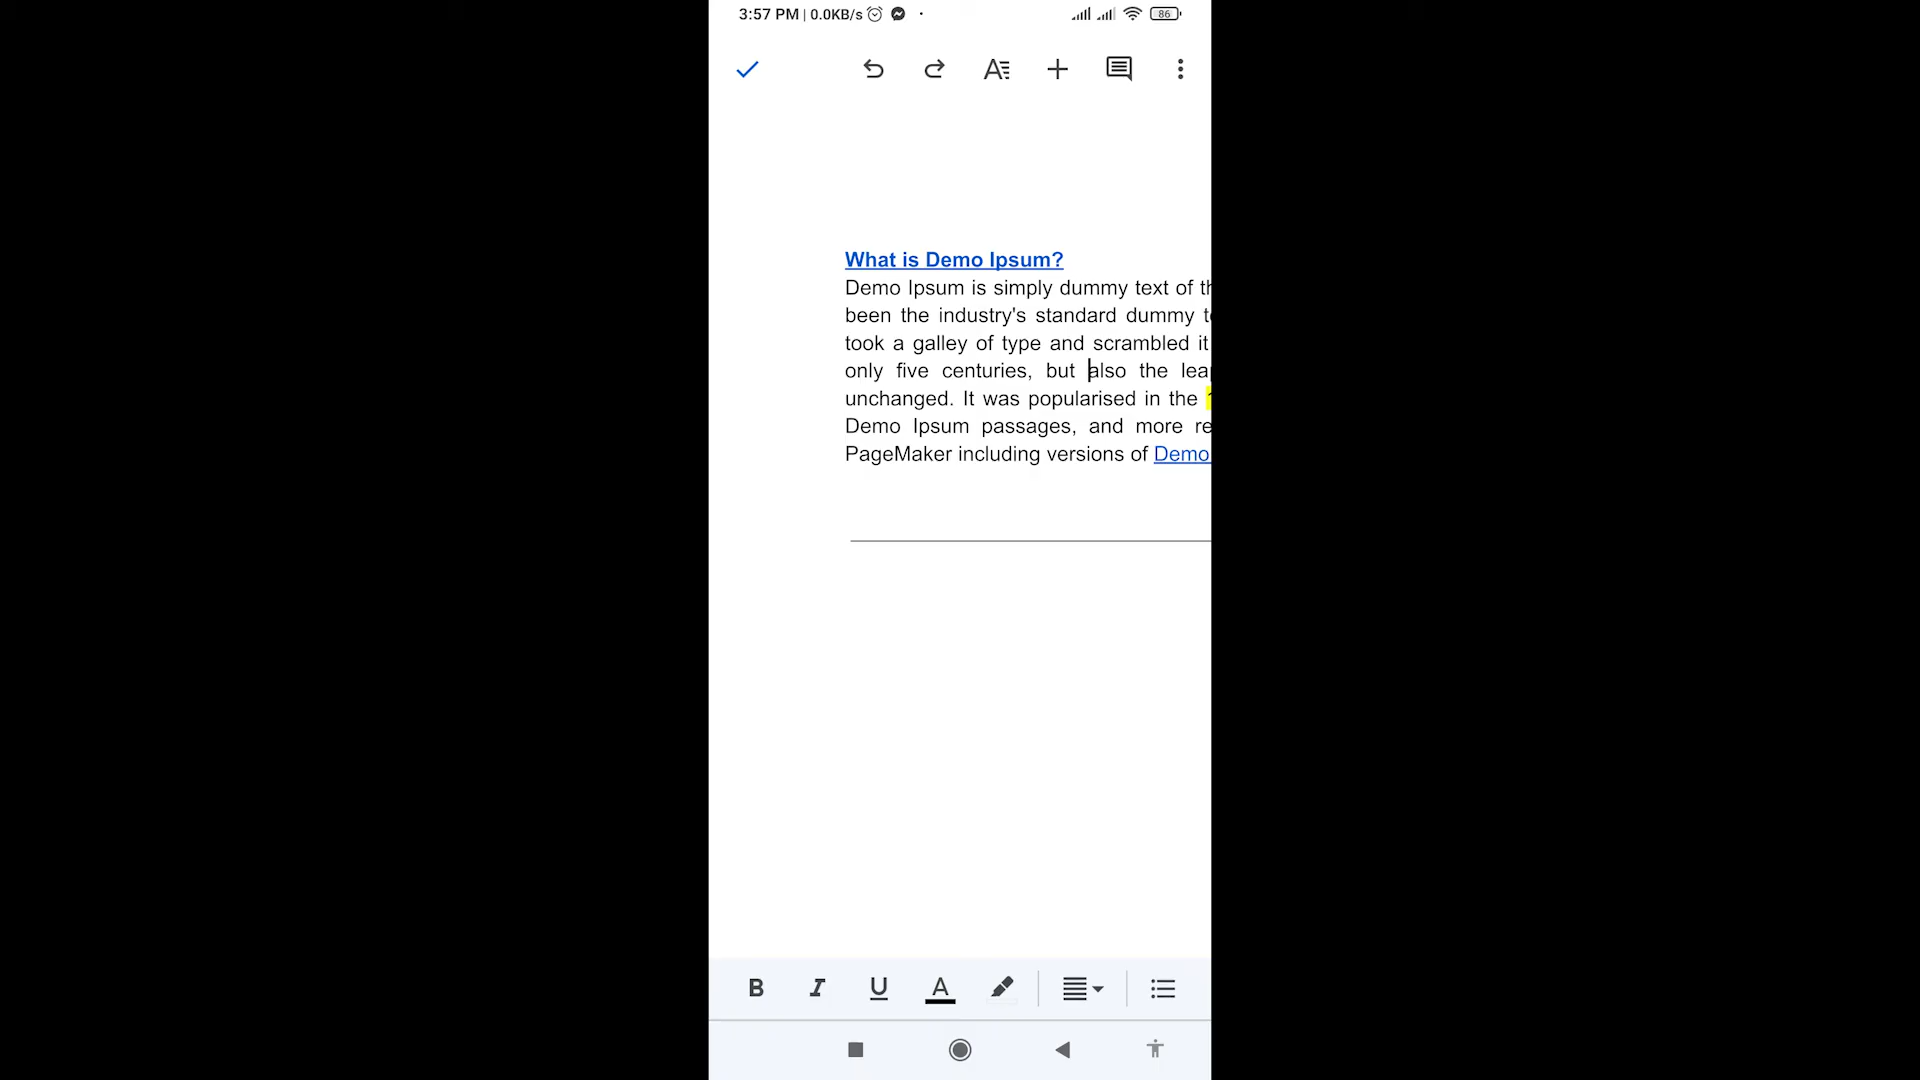 3:57 PM | 0.0KB/s 86
What is Demo Ipsum?
Demo Ipsum is simply dummy text of
been the industry's standard dummy
took a galley of type and scrambled it
only five centuries, but also the
unchanged. It was popularised in the
Demo Ipsum passages, and more
PageMaker including versions of Demo
B I U A